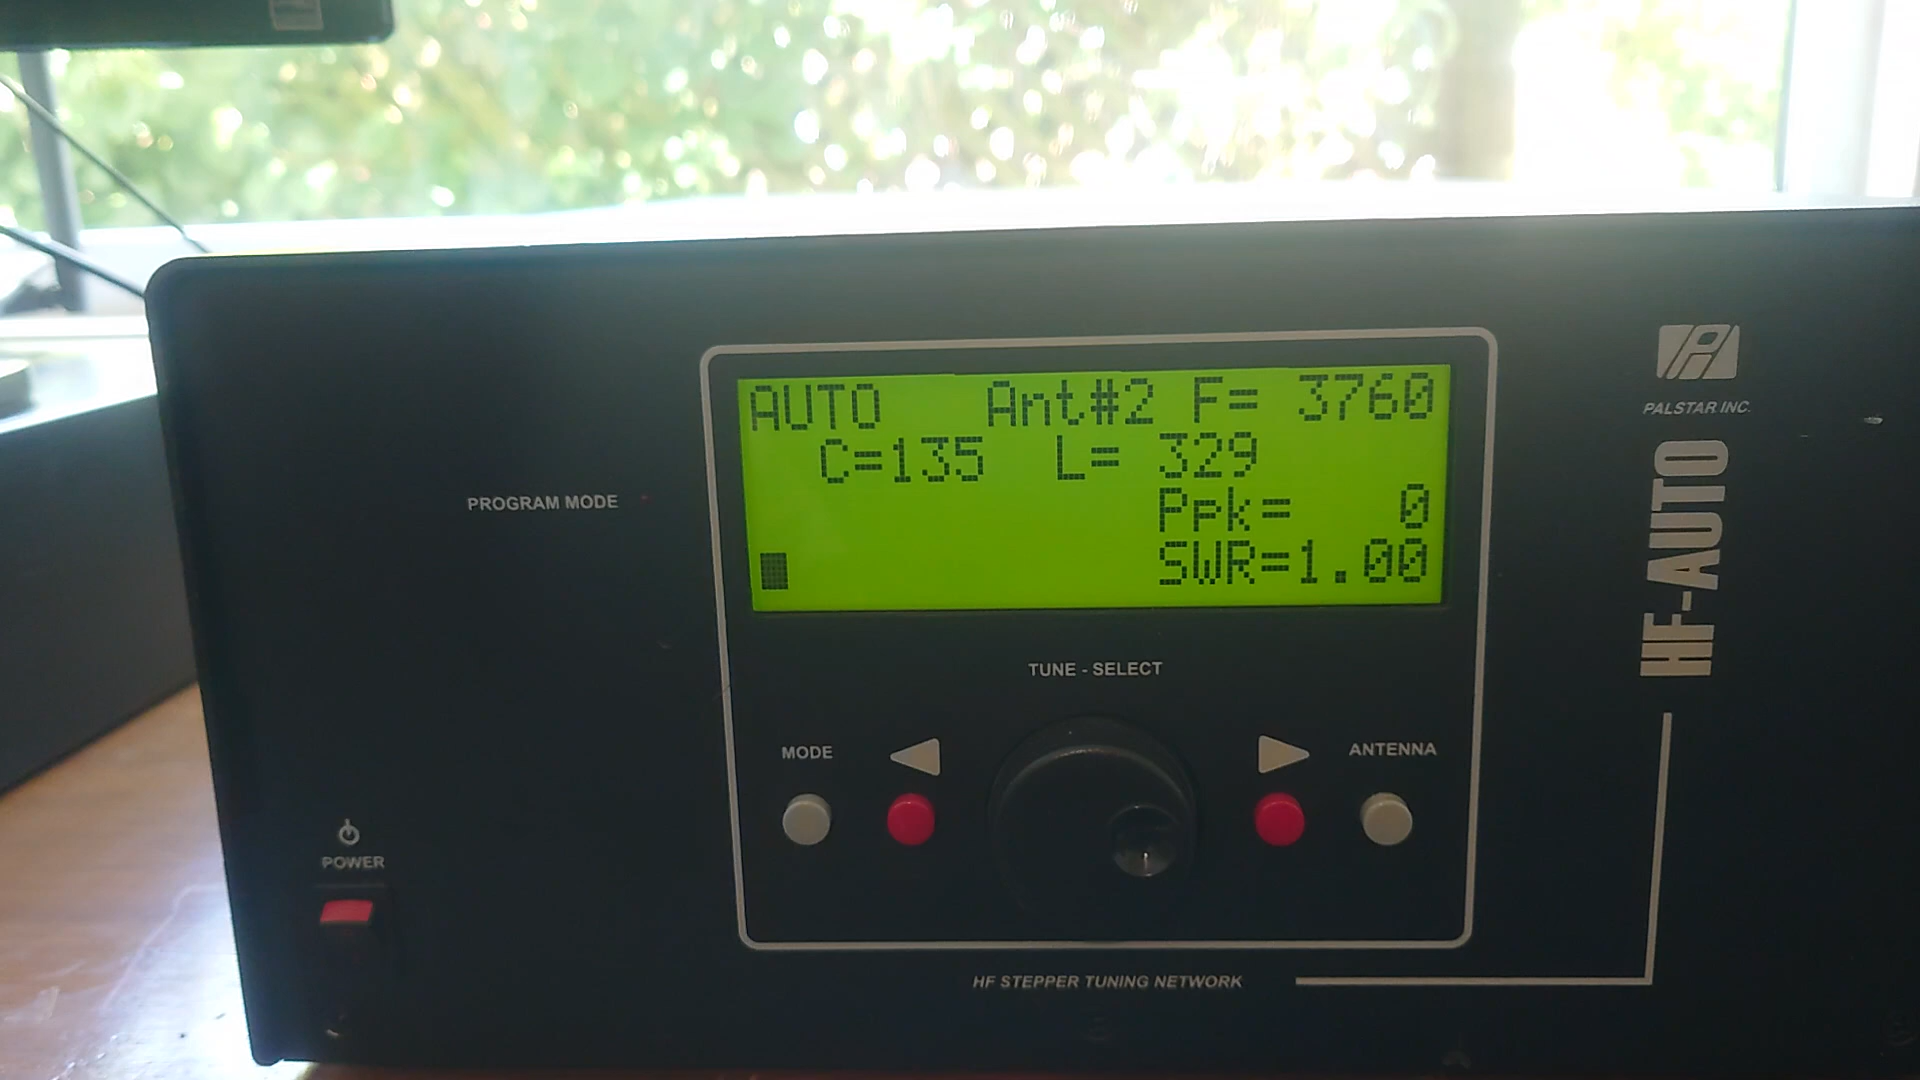 AUTO Ant#2 F= 3760
C=135 L= 329
Ppk= 0
SWR=1.00
PROGRAM MODE
TUNE - SELECT
MODE
ANTENNA
POWER
HF STEPPER TUNING NETWORK
PALSTAR INC.
HF-AUTO